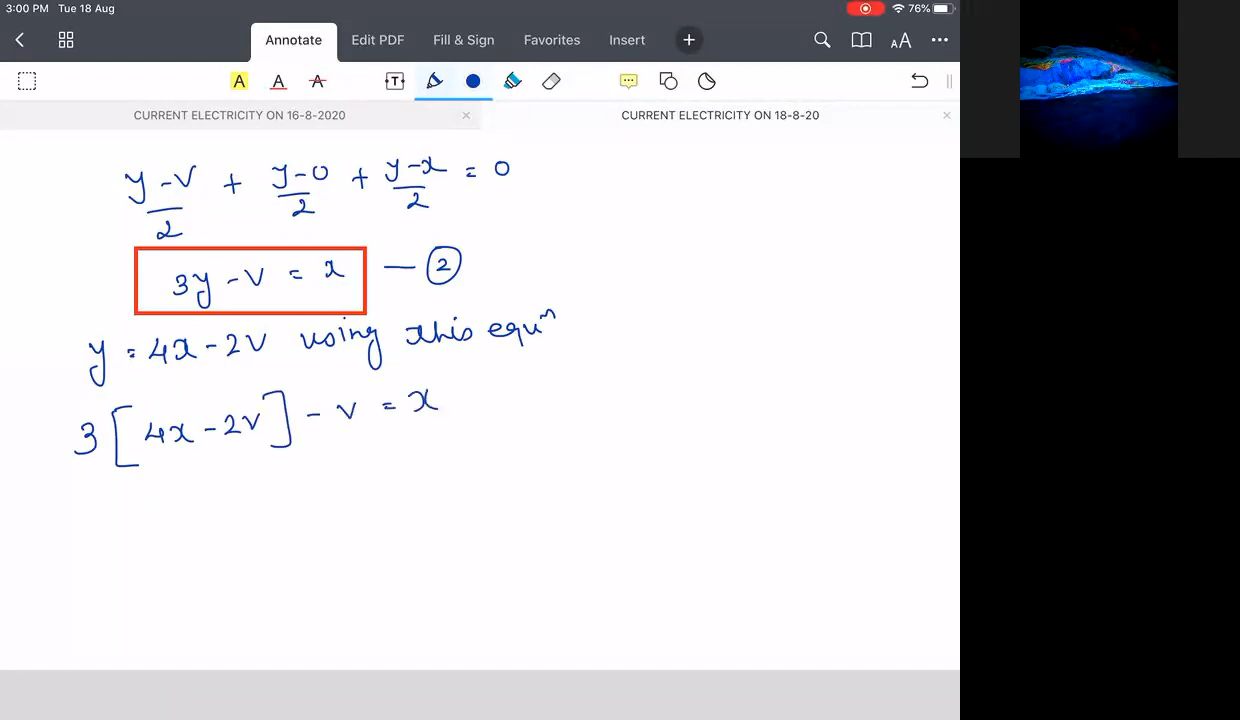 3:00 PM Tue 18 Aug
76%
Annotate Edit PDF Fill & Sign Favorites Insert
A A A T AA
CURRENT ELECTRICITY ON 16-8-2020
CURRENT ELECTRICITY ON 18-8-20
y-V/2 + y-0/2 + y-x/2 = 0
3y - V = x — ②
y = 4x - 2V using this equⁿ
3[4x - 2V] - V = x